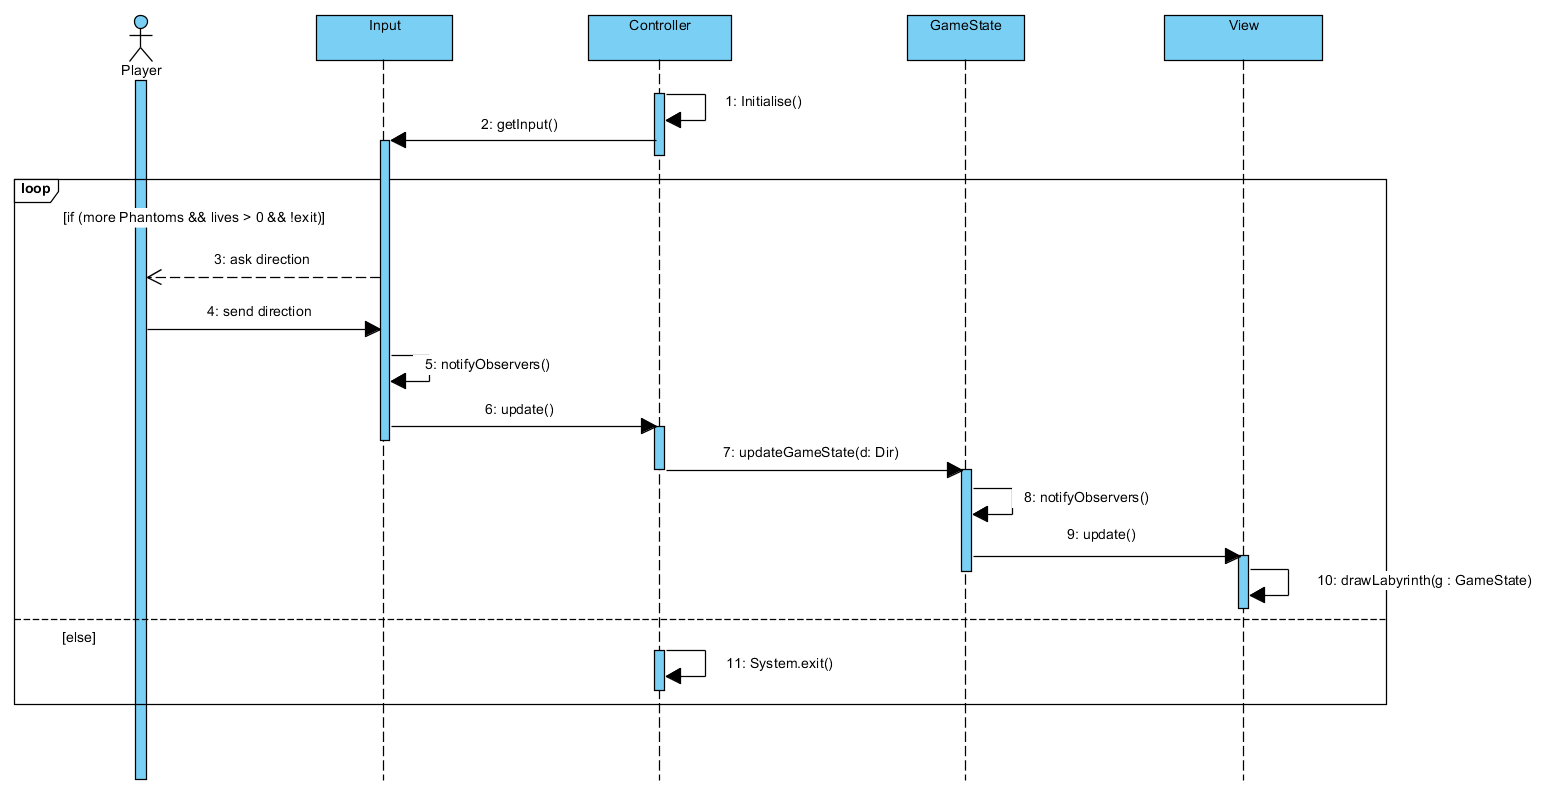 Player
Input
Controller
GameState
View
1: Initialise()
2: getInput()
loop
[if (more Phantoms && lives > 0 && !exit)]
3: ask direction
4: send direction
5: notifyObservers()
6: update()
7: updateGameState(d: Dir)
8: notifyObservers()
9: update()
10: drawLabyrinth(g : GameState)
[else]
11: System.exit()